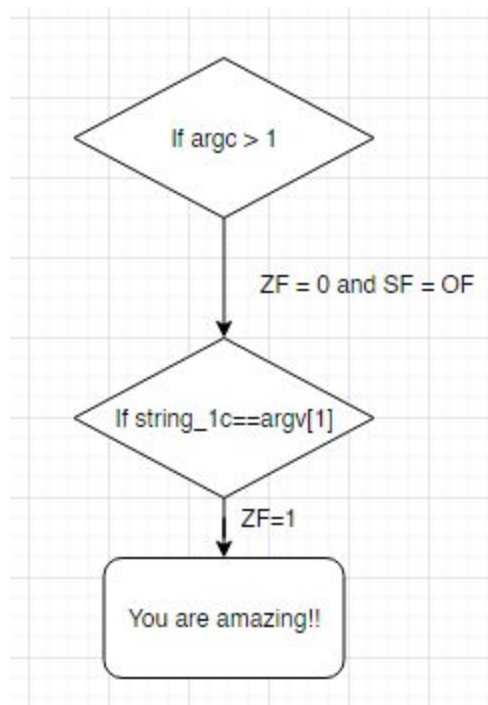 If argc > 1
ZF = 0 and SF = OF
If string_1c==argv[1]
ZF=1
You are amazing!!